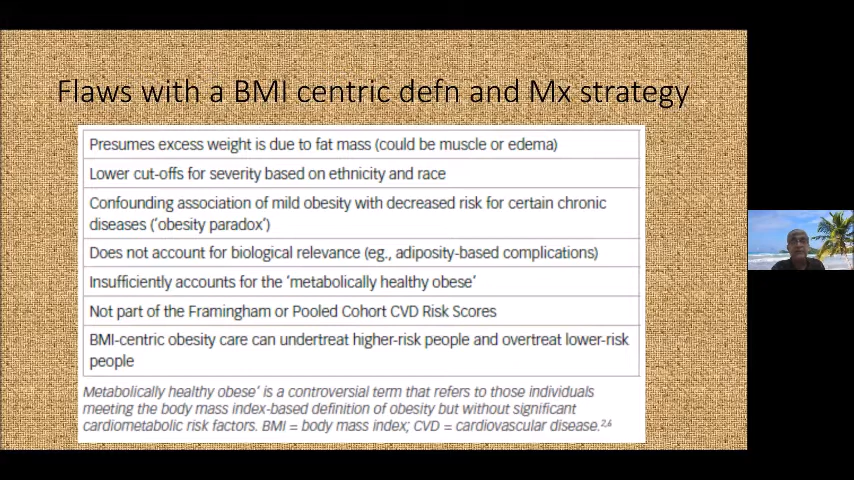 Flaws with a BMI centric defn and Mx strategy
Presumes excess weight is due to fat mass (could be muscle or edema)
Lower cut-offs for severity based on ethnicity and race
Confounding association of mild obesity with decreased risk for certain chronic
diseases ('obesity paradox')
Does not account for biological relevance (eg., adiposity-based complications)
Insufficiently accounts for the 'metabolically healthy obese'
Not part of the Framingham or Pooled Cohort CVD Risk Scores
BMI-centric obesity care can undertreat higher-risk people and overtreat lower-risk
people
Metabolically healthy obese' is a controversial term that refers to those individuals
meeting the body mass index-based definition of obesity but without significant
cardiometabolic risk factors. BMI = body mass index; CVD = cardiovascular disease.2,6